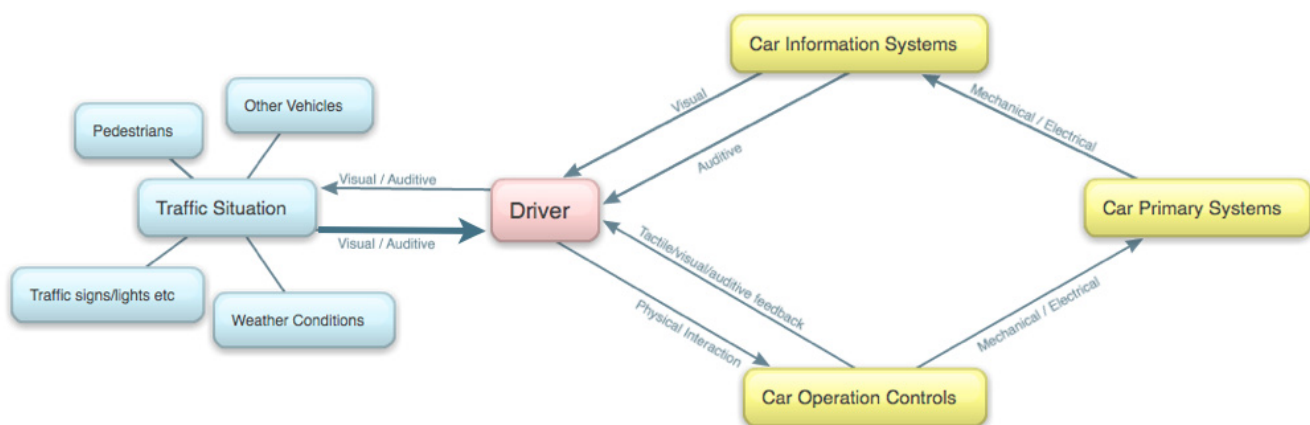 Car Information Systems
Other Vehicles
Pedestrians
Visual
Auditive
Mechanical / Electrical
Visual / Auditive
Traffic Situation
Driver
Car Primary Systems
Visual / Auditive
Tactile/visual/auditive feedback
Traffic signs/lights etc
Weather Conditions
Physical Interaction
Mechanical / Electrical
Car Operation Controls